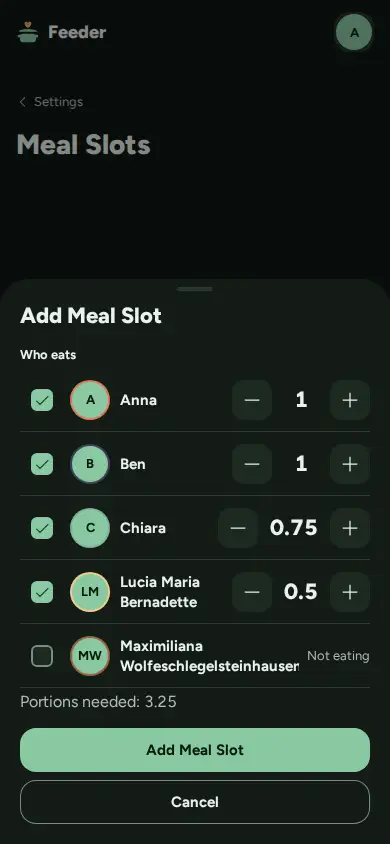 Feeder
A
Settings
Meal Slots
Add Meal Slot
Who eats
A
Anna
1
B
Ben
1
C
Chiara
0.75
LM
Lucia Maria
Bernadette
0.5
MW
Maximiliana
Wolfeschlegelsteinhausen
Not eating
Portions needed: 3.25
Add Meal Slot
Cancel